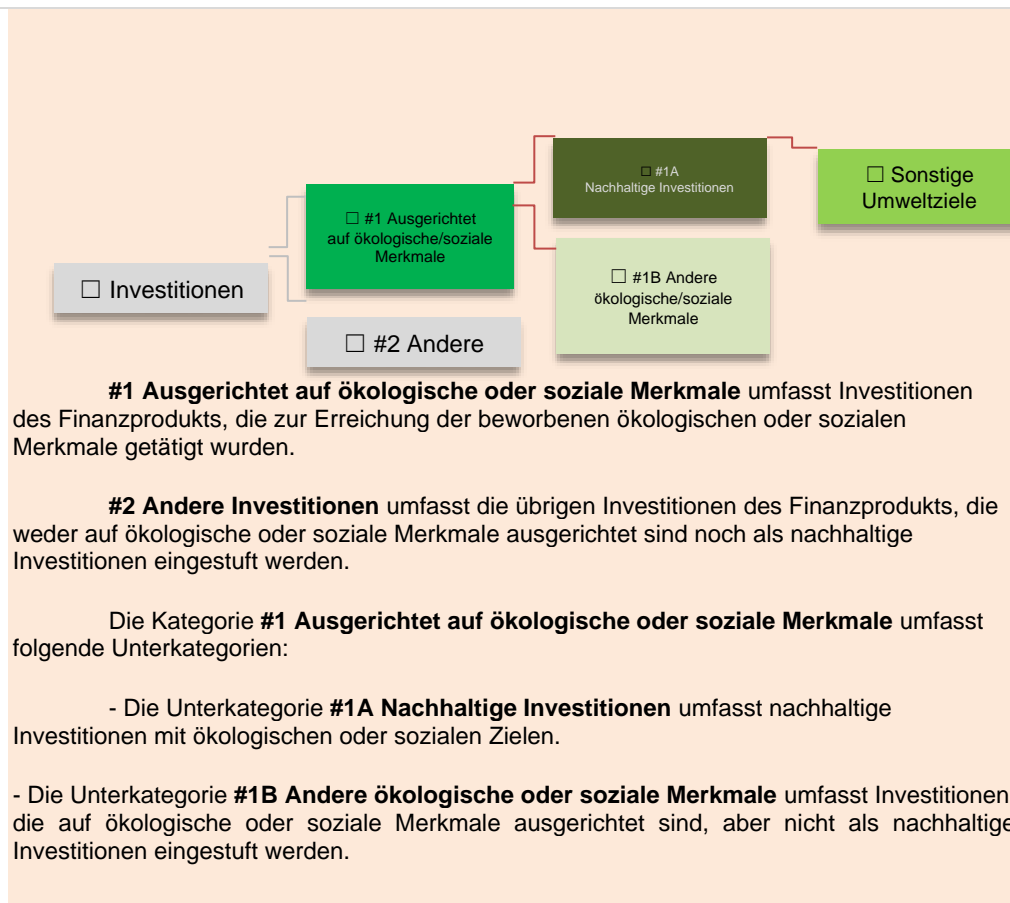 ☐ #1A
Nachhaltige Investitionen
☐ Sonstige
Umweltziele
☐ #1 Ausgerichtet
auf ökologische/soziale
Merkmale
☐ Investitionen
☐ #1B Andere
ökologische/soziale
Merkmale
☐ #2 Andere
#1 Ausgerichtet auf ökologische oder soziale Merkmale umfasst Investitionen
des Finanzprodukts, die zur Erreichung der beworbenen ökologischen oder sozialen
Merkmale getätigt wurden.
#2 Andere Investitionen umfasst die übrigen Investitionen des Finanzprodukts, die
weder auf ökologische oder soziale Merkmale ausgerichtet sind noch als nachhaltige
Investitionen eingestuft werden.
Die Kategorie #1 Ausgerichtet auf ökologische oder soziale Merkmale umfasst
folgende Unterkategorien:
- Die Unterkategorie #1A Nachhaltige Investitionen umfasst nachhaltige
Investitionen mit ökologischen oder sozialen Zielen.
- Die Unterkategorie #1B Andere ökologische oder soziale Merkmale umfasst Investitionen
die auf ökologische oder soziale Merkmale ausgerichtet sind, aber nicht als nachhaltige
Investitionen eingestuft werden.